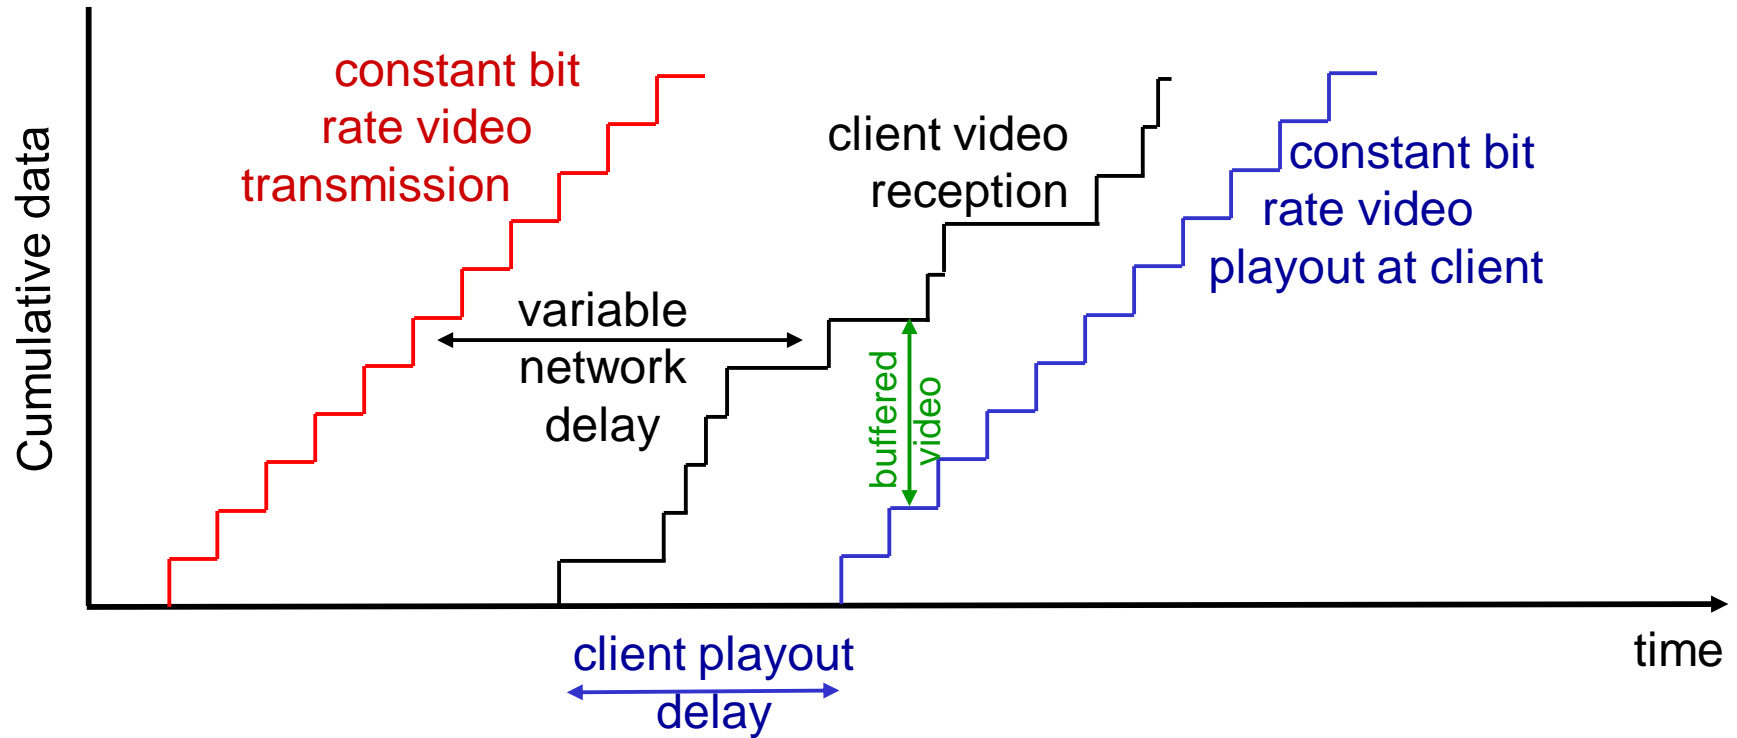 constant bit
rate video
transmission
client video
reception
constant bit
rate video
playout at client
Cumulative data
variable
network
delay
buffered
video
time
client playout
delay